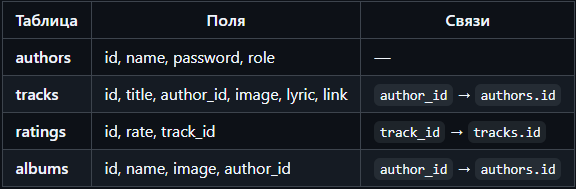 Таблица Поля Связи
authors id, name, password, role —
tracks id, title, author_id, image, lyric, link author_id → authors.id
ratings id, rate, track_id track_id → tracks.id
albums id, name, image, author_id author_id → authors.id